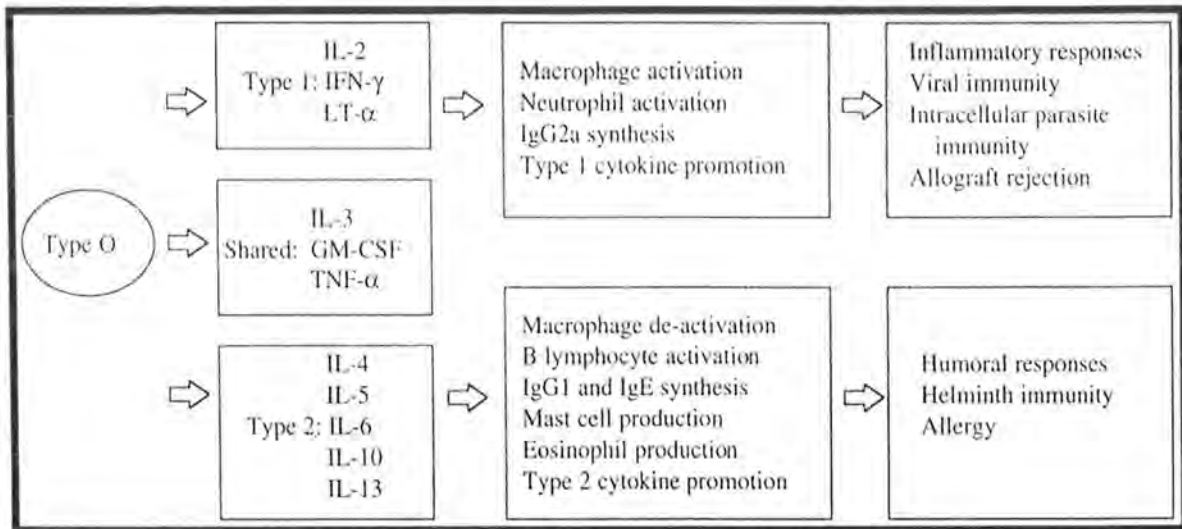 Type O
IL-2
Type 1: IFN-γ
LT-α
Macrophage activation
Neutrophil activation
IgG2a synthesis
Type 1 cytokine promotion
Inflammatory responses
Viral immunity
Intracellular parasite
immunity
Allograft rejection
IL-3
Shared: GM-CSF
TNF-α
IL-4
IL-5
Type 2: IL-6
IL-10
IL-13
Macrophage de-activation
B lymphocyte activation
IgG1 and IgE synthesis
Mast cell production
Eosinophil production
Type 2 cytokine promotion
Humoral responses
Helminth immunity
Allergy